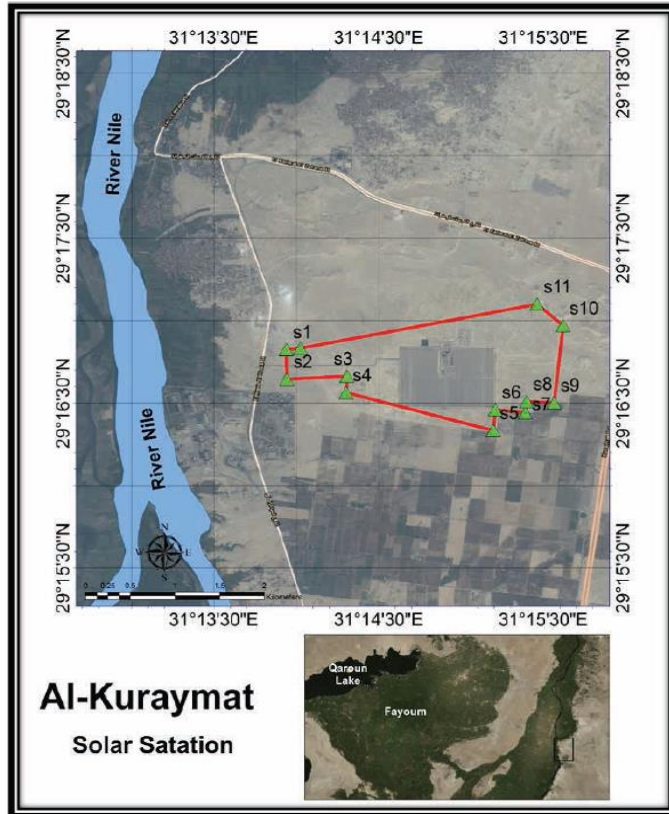 31°13'30"E 31°14'30"E 31°15'30"E
29°18'30"N
29°18'30"N
River Nile
29°17'30"N
29°17'30"N
s11
s10
s1
s2
s3
s4
s8
s9
s6
s7
s5
29°16'30"N
29°16'30"N
River Nile
N
W E
S
29°15'30"N
29°15'30"N
0 0.25 0.5 1 1.5 2
Kilometers
31°13'30"E 31°14'30"E 31°15'30"E
Al-Kuraymat
Solar Satation
Qaroun
Lake
Fayoum